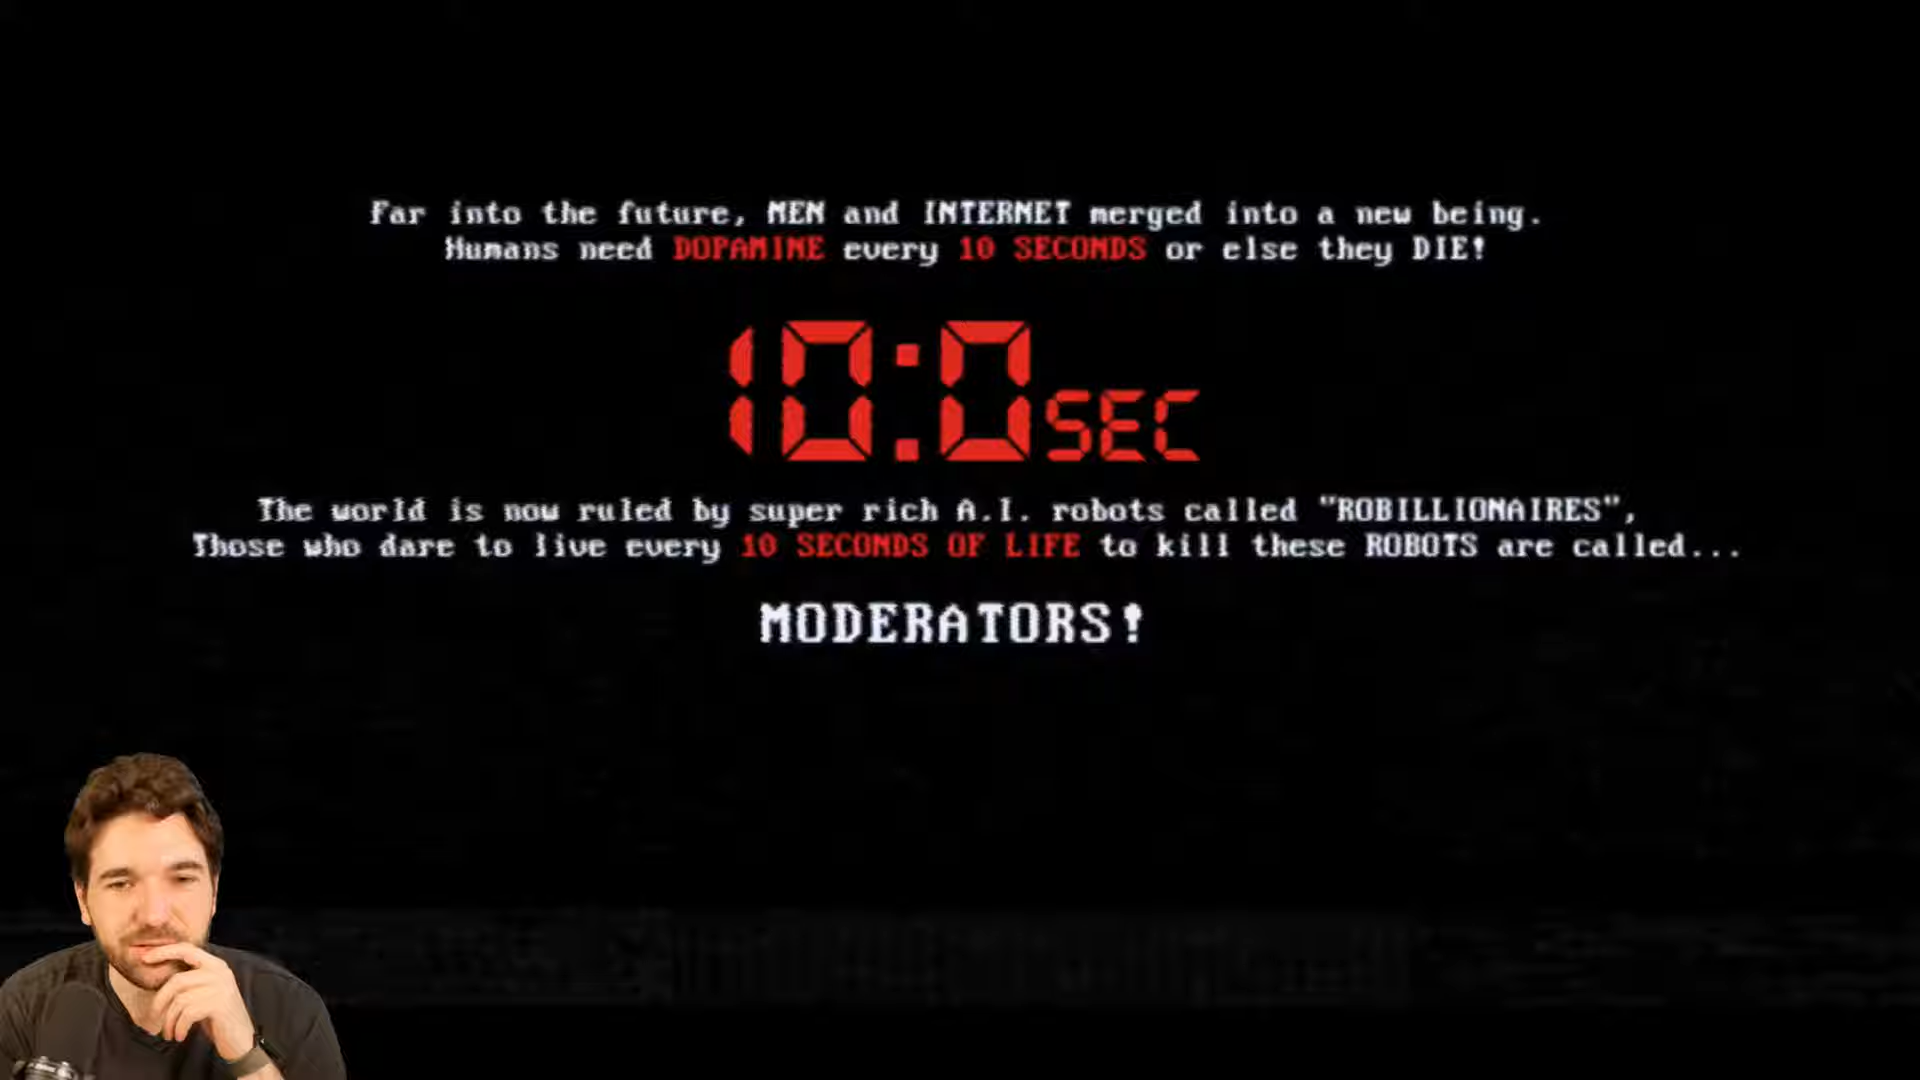 Far into the future, MEN and INTERNET merged into a new being.
Humans need DOPAMINE every 10 SECONDS or else they DIE!
10:0 SEC
The world is now ruled by super rich A.I. robots called "ROBILLIONAIRES",
Those who dare to live every 10 SECONDS OF LIFE to kill these ROBOTS are called...
MODERATORS!